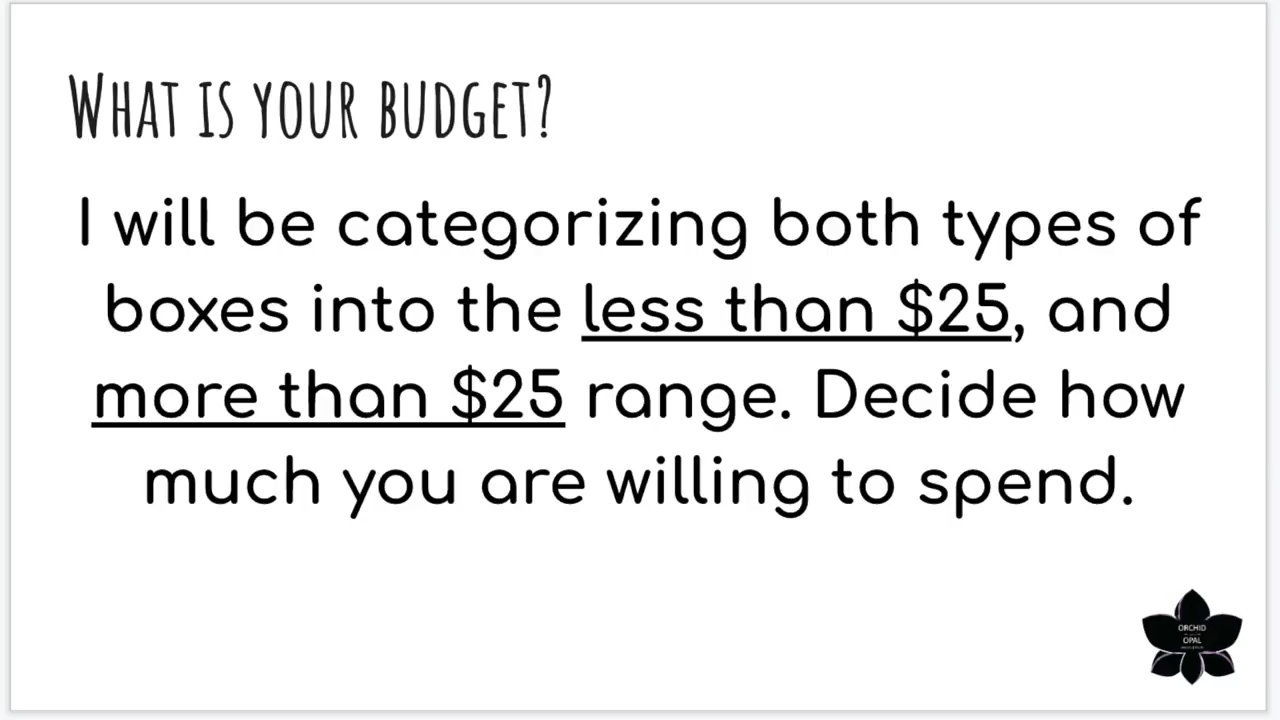 What is your budget?
I will be categorizing both types of
boxes into the less than $25, and
more than $25 range. Decide how
much you are willing to spend.
ORCHID
OPAL